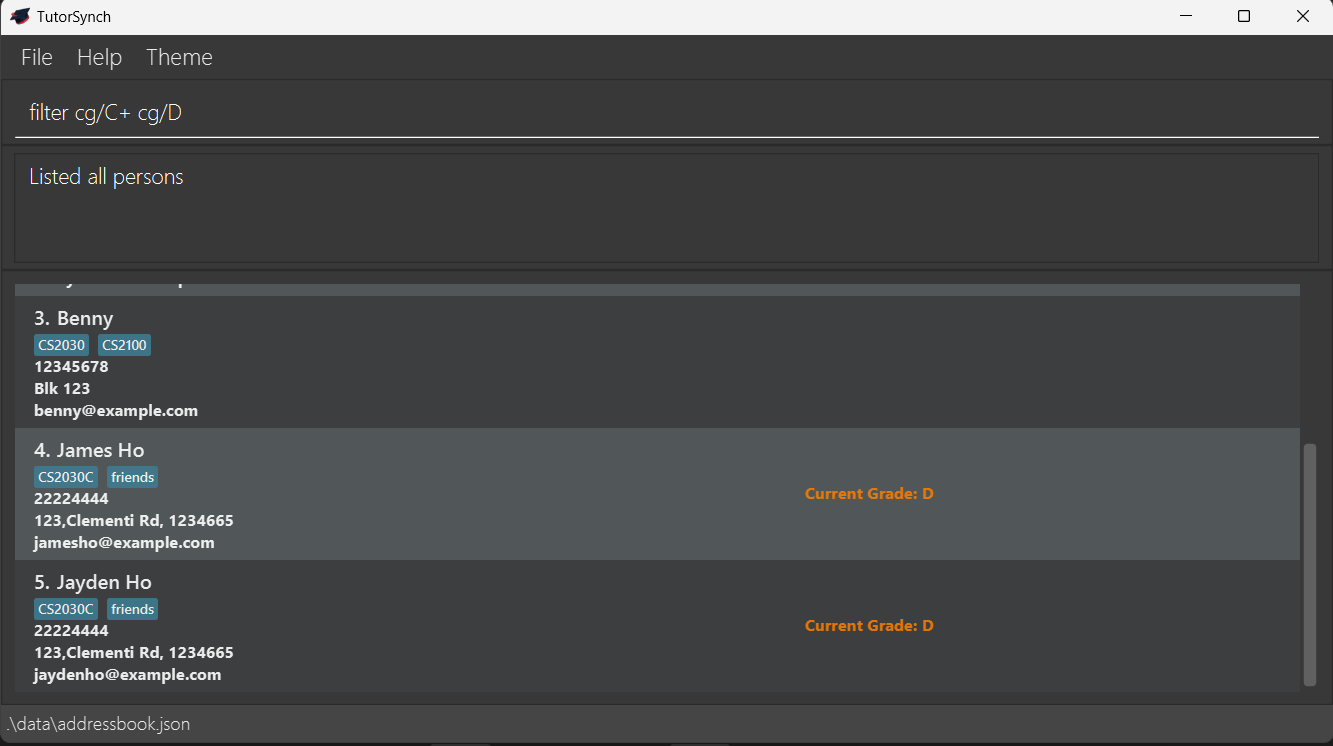 TutorSynch
File Help Theme
filter cg/C+ cg/D
Listed all persons
3. Benny
CS2030 CS2100
12345678
Blk 123
benny@example.com
4. James Ho
CS2030C friends
22224444
123,Clementi Rd, 1234665
jamesho@example.com
Current Grade: D
5. Jayden Ho
CS2030C friends
22224444
123,Clementi Rd, 1234665
jaydenho@example.com
Current Grade: D
.\data\addressbook.json